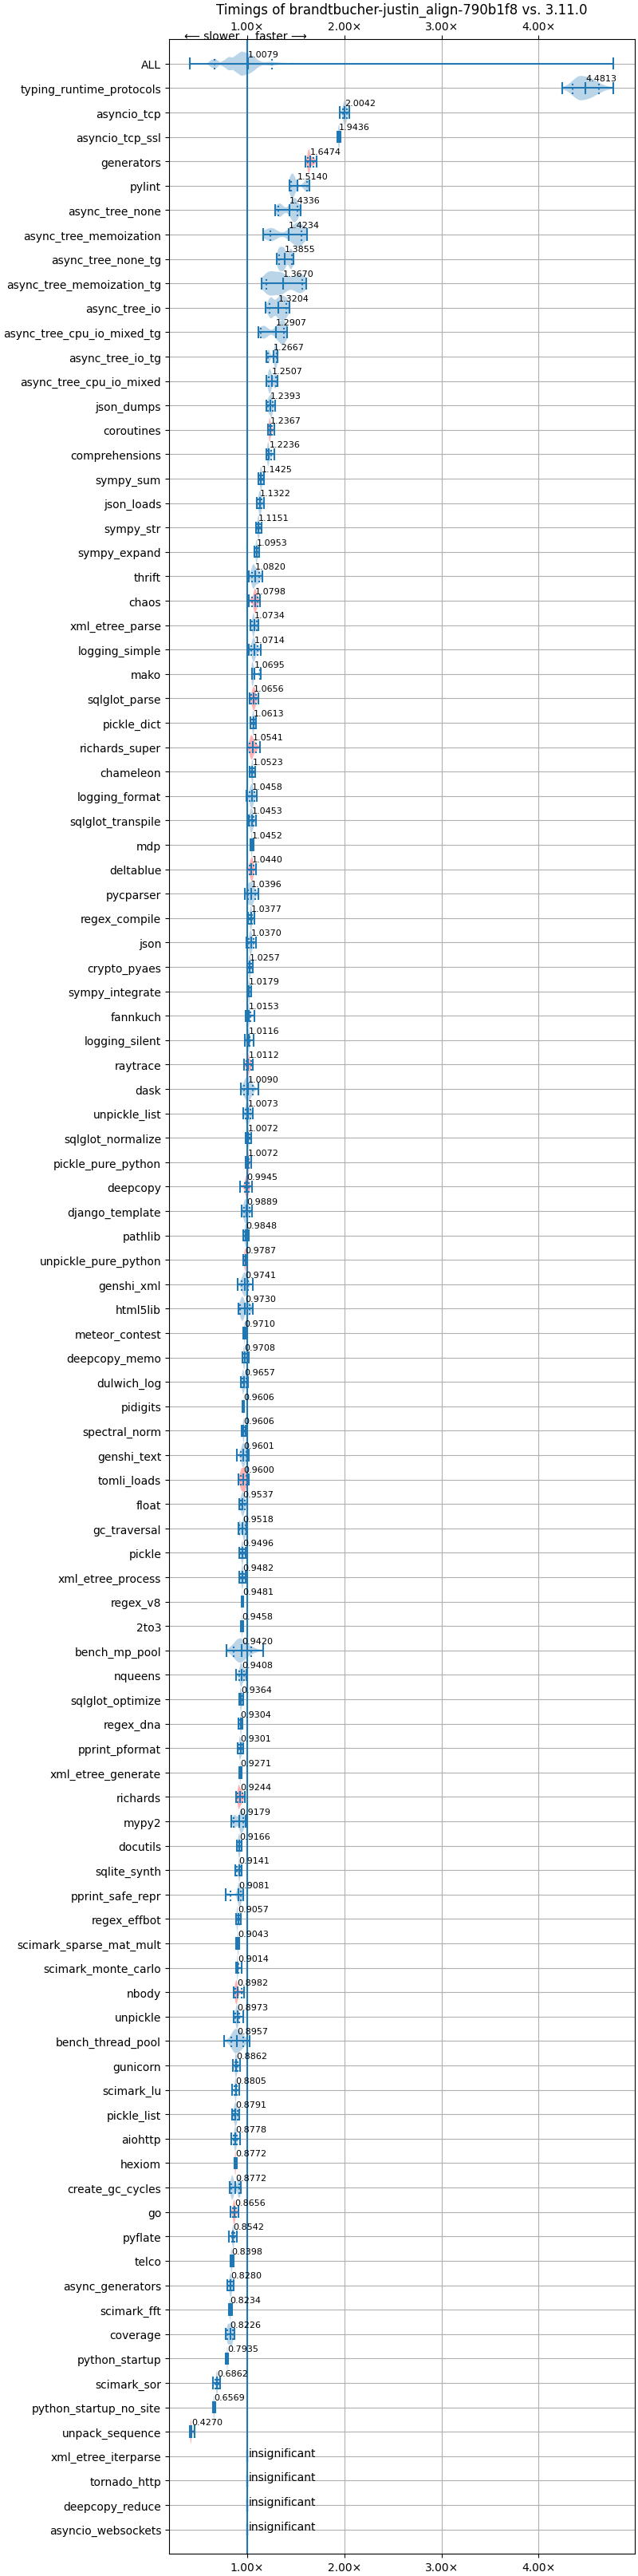 Timings of brandtbucher-justin_align-790b1f8 vs. 3.11.0
1.00× 2.00× 3.00× 4.00×
⟵ slower faster ⟶
ALL 1.0079
typing_runtime_protocols 4.4813
asyncio_tcp 2.0042
asyncio_tcp_ssl 1.9436
generators 1.6474
pylint 1.5140
async_tree_none 1.4336
async_tree_memoization 1.4234
async_tree_none_tg 1.3855
async_tree_memoization_tg 1.3670
async_tree_io 1.3204
async_tree_cpu_io_mixed_tg 1.2907
async_tree_io_tg 1.2667
async_tree_cpu_io_mixed 1.2507
json_dumps 1.2393
coroutines 1.2367
comprehensions 1.2236
sympy_sum 1.1425
json_loads 1.1322
sympy_str 1.1151
sympy_expand 1.0953
thrift 1.0820
chaos 1.0798
xml_etree_parse 1.0734
logging_simple 1.0714
mako 1.0695
sqlglot_parse 1.0656
pickle_dict 1.0613
richards_super 1.0541
chameleon 1.0523
logging_format 1.0458
sqlglot_transpile 1.0453
mdp 1.0452
deltablue 1.0440
pycparser 1.0396
regex_compile 1.0377
json 1.0370
crypto_pyaes 1.0257
sympy_integrate 1.0179
fannkuch 1.0153
logging_silent 1.0116
raytrace 1.0112
dask 1.0090
unpickle_list 1.0073
sqlglot_normalize 1.0072
pickle_pure_python 1.0072
deepcopy 0.9945
django_template 0.9889
pathlib 0.9848
unpickle_pure_python 0.9787
genshi_xml 0.9741
html5lib 0.9730
meteor_contest 0.9710
deepcopy_memo 0.9708
dulwich_log 0.9657
pidigits 0.9606
spectral_norm 0.9606
genshi_text 0.9601
tomli_loads 0.9600
float 0.9537
gc_traversal 0.9518
pickle 0.9496
xml_etree_process 0.9482
regex_v8 0.9481
2to3 0.9458
bench_mp_pool 0.9420
nqueens 0.9408
sqlglot_optimize 0.9364
regex_dna 0.9304
pprint_pformat 0.9301
xml_etree_generate 0.9271
richards 0.9244
mypy2 0.9179
docutils 0.9166
sqlite_synth 0.9141
pprint_safe_repr 0.9081
regex_effbot 0.9057
scimark_sparse_mat_mult 0.9043
scimark_monte_carlo 0.9014
nbody 0.8982
unpickle 0.8973
bench_thread_pool 0.8957
gunicorn 0.8862
scimark_lu 0.8805
pickle_list 0.8791
aiohttp 0.8778
hexiom 0.8772
create_gc_cycles 0.8772
go 0.8656
pyflate 0.8542
telco 0.8398
async_generators 0.8280
scimark_fft 0.8234
coverage 0.8226
python_startup 0.7935
scimark_sor 0.6862
python_startup_no_site 0.6569
unpack_sequence 0.4270
xml_etree_iterparse insignificant
tornado_http insignificant
deepcopy_reduce insignificant
asyncio_websockets insignificant
1.00× 2.00× 3.00× 4.00×